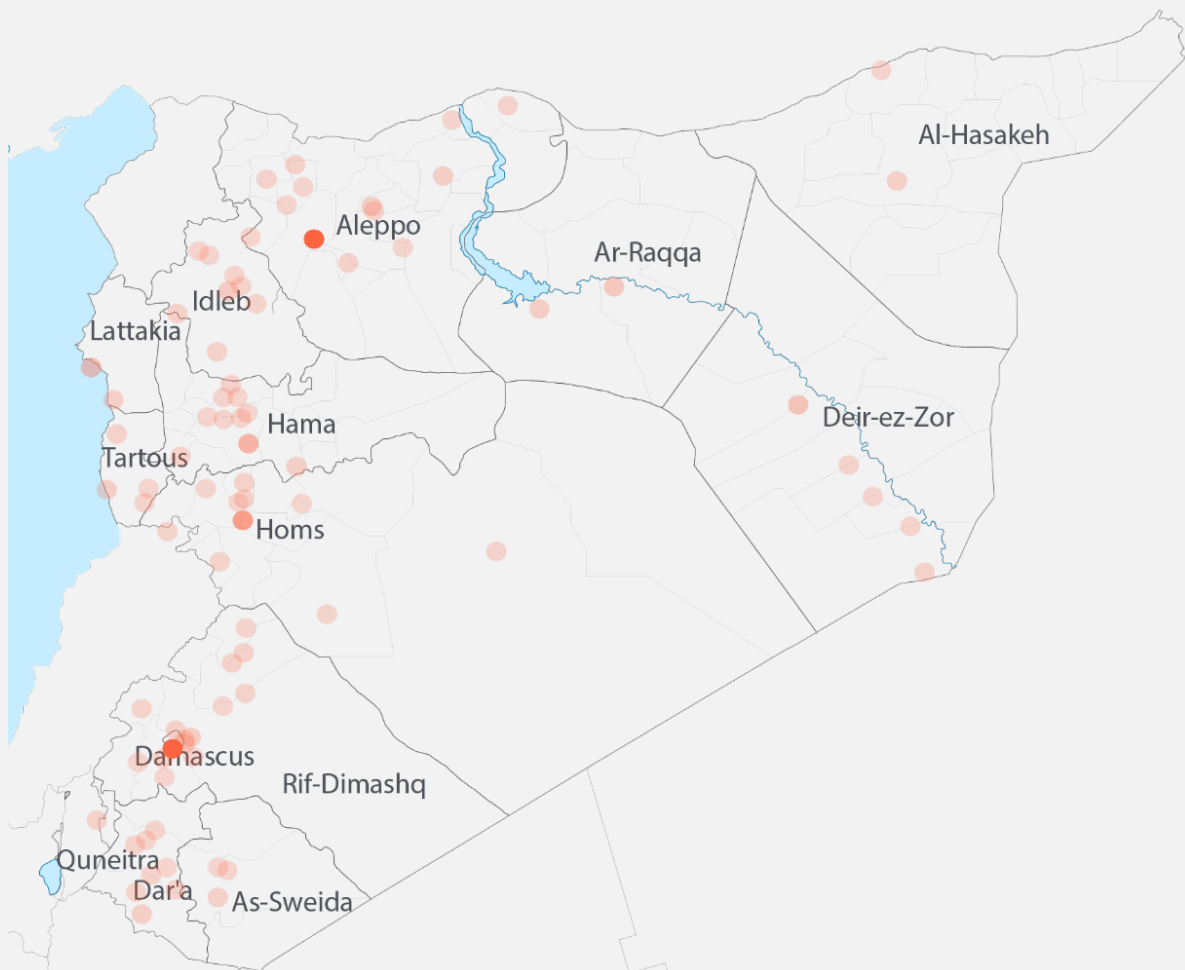 Al-Hasakeh
Aleppo
Ar-Raqqa
Idleb
Lattakia
Deir-ez-Zor
Hama
Tartous
Homs
Damascus
Rif-Dimashq
Quneitra
Dar'a
As-Sweida